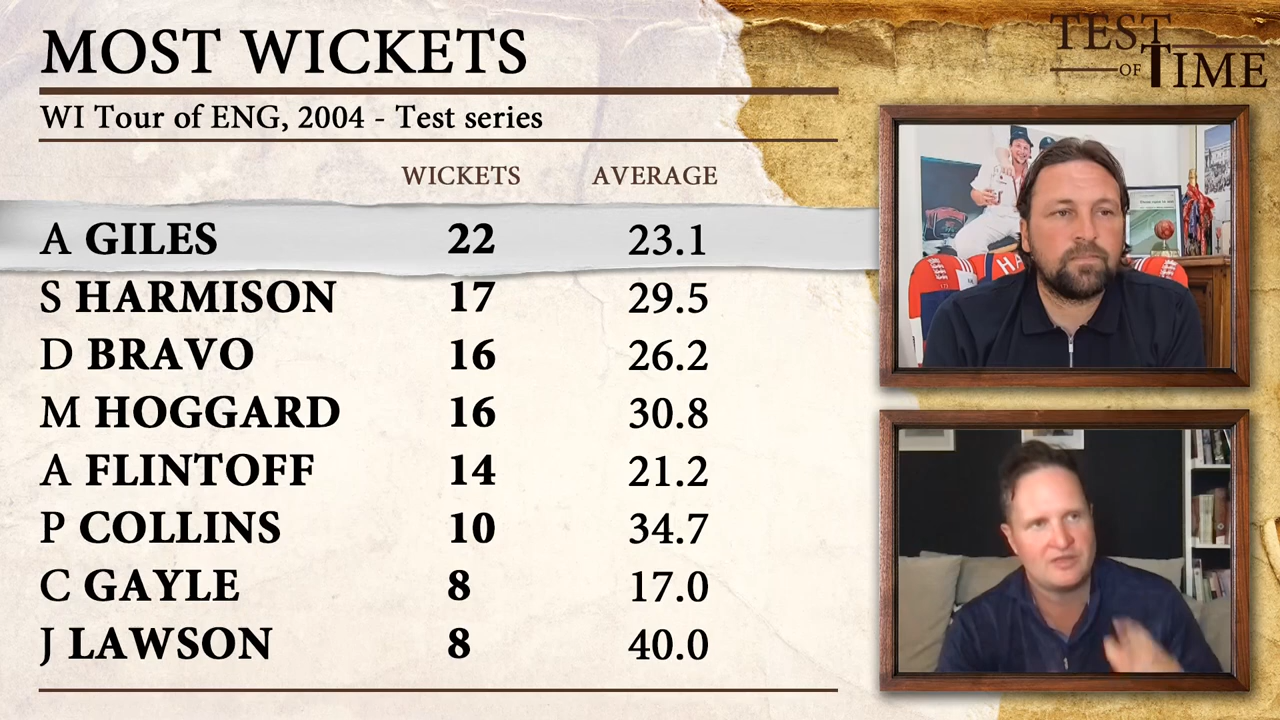 MOST WICKETS
WI Tour of ENG, 2004 - Test series
WICKETS AVERAGE
A GILES 22 23.1
S HARMISON 17 29.5
D BRAVO 16 26.2
M HOGGARD 16 30.8
A FLINTOFF 14 21.2
P COLLINS 10 34.7
C GAYLE 8 17.0
J LAWSON 8 40.0
TEST
OF TIME
HA